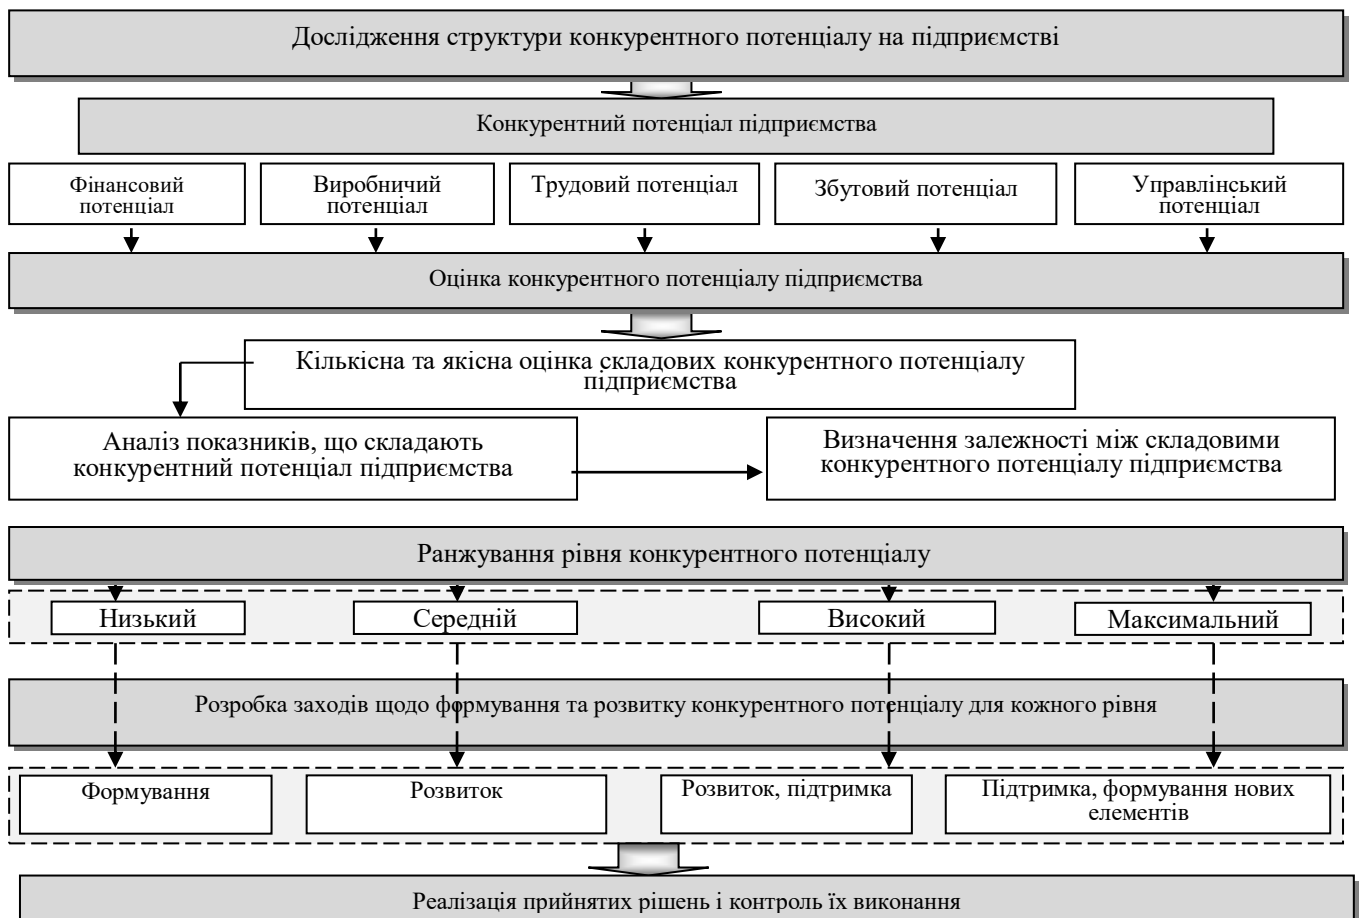 Дослідження структури конкурентного потенціалу на підприємстві
Конкурентний потенціал підприємства
Фінансовий
потенціал
Виробничий
потенціал
Трудовий потенціал
Збутовий потенціал
Управлінський
потенціал
Оцінка конкурентного потенціалу підприємства
Кількісна та якісна оцінка складових конкурентного потенціалу
підприємства
Аналіз показників, що складають
конкурентний потенціал підприємства
Визначення залежності між складовими
конкурентного потенціалу підприємства
Ранжування рівня конкурентного потенціалу
Низький
Середній
Високий
Максимальний
Розробка заходів щодо формування та розвитку конкурентного потенціалу для кожного рівня
Формування
Розвиток
Розвиток, підтримка
Підтримка, формування нових
елементів
Реалізація прийнятих рішень і контроль їх виконання